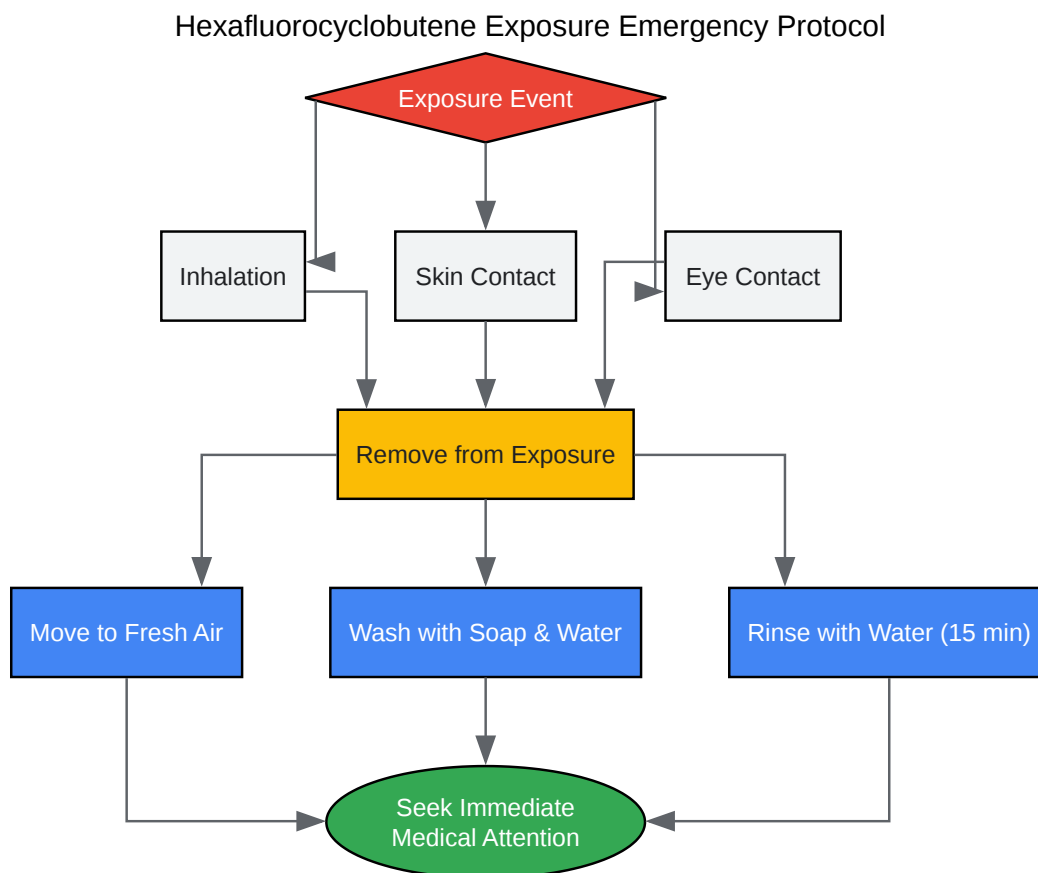 Hexafluorocyclobutene Exposure Emergency Protocol
Exposure Event
Inhalation
Skin Contact
Eye Contact
Remove from Exposure
Move to Fresh Air
Wash with Soap & Water
Rinse with Water (15 min)
Seek Immediate
Medical Attention